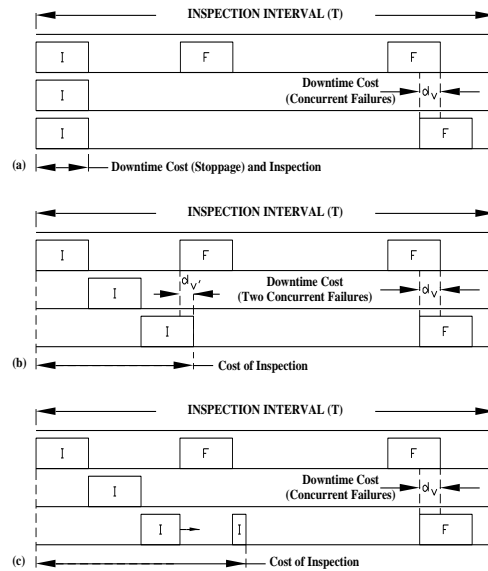 INSPECTION INTERVAL (T)
I F F
Downtime Cost
(Concurrent Failures)
dv
I
I F
(a)
Downtime Cost (Stoppage) and Inspection
INSPECTION INTERVAL (T)
I F F
dv'
Downtime Cost
(Two Concurrent Failures)
dv
I
I F
(b)
Cost of Inspection
INSPECTION INTERVAL (T)
I F F
Downtime Cost
(Concurrent Failures)
dv
I
I I F
(c)
Cost of Inspection